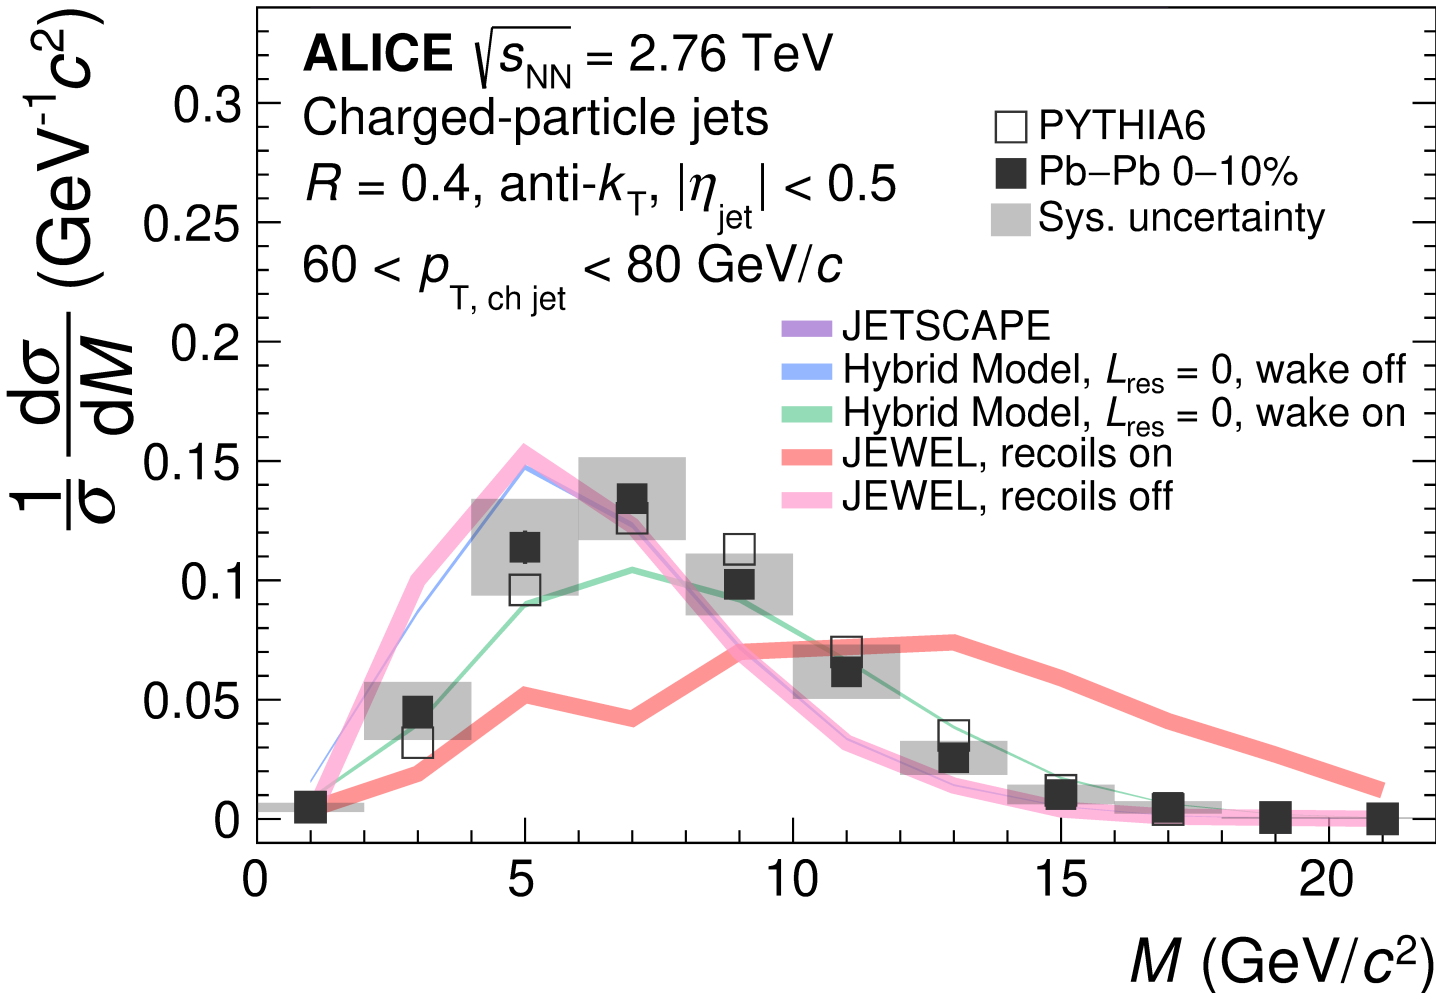 ALICE √sNN = 2.76 TeV
Charged-particle jets
R = 0.4, anti-kT, |ηjet| < 0.5
60 < pT, ch jet < 80 GeV/c
PYTHIA6
Pb–Pb 0–10%
Sys. uncertainty
JETSCAPE
Hybrid Model, Lres = 0, wake off
Hybrid Model, Lres = 0, wake on
JEWEL, recoils on
JEWEL, recoils off
1/σ dσ/dM (GeV⁻¹c²)
0.3
0.25
0.2
0.15
0.1
0.05
0
0 5 10 15 20
M (GeV/c²)